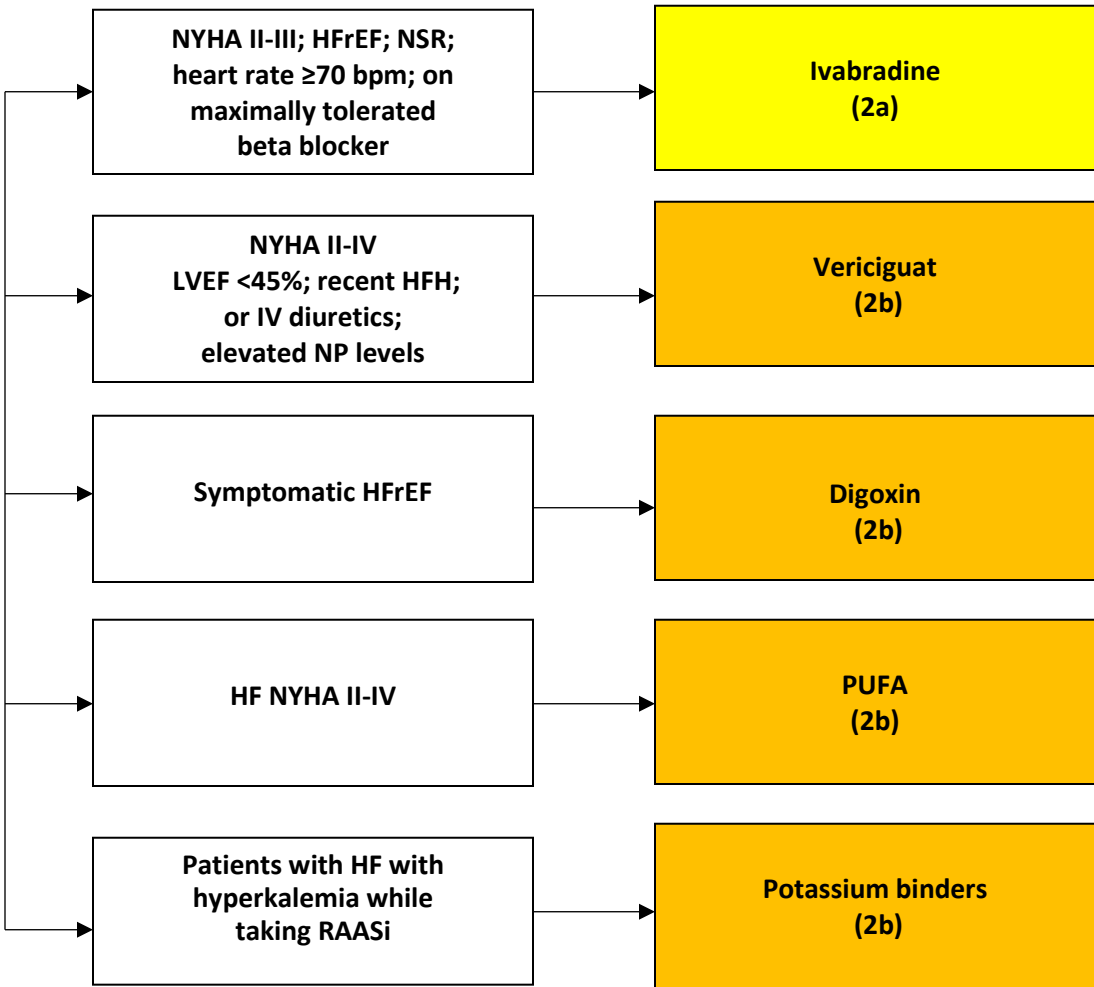 NYHA II-III; HFrEF; NSR;
heart rate ≥70 bpm; on
maximally tolerated
beta blocker
Ivabradine
(2a)
NYHA II-IV
LVEF <45%; recent HFH;
or IV diuretics;
elevated NP levels
Vericiguat
(2b)
Symptomatic HFrEF
Digoxin
(2b)
HF NYHA II-IV
PUFA
(2b)
Patients with HF with
hyperkalemia while
taking RAASi
Potassium binders
(2b)